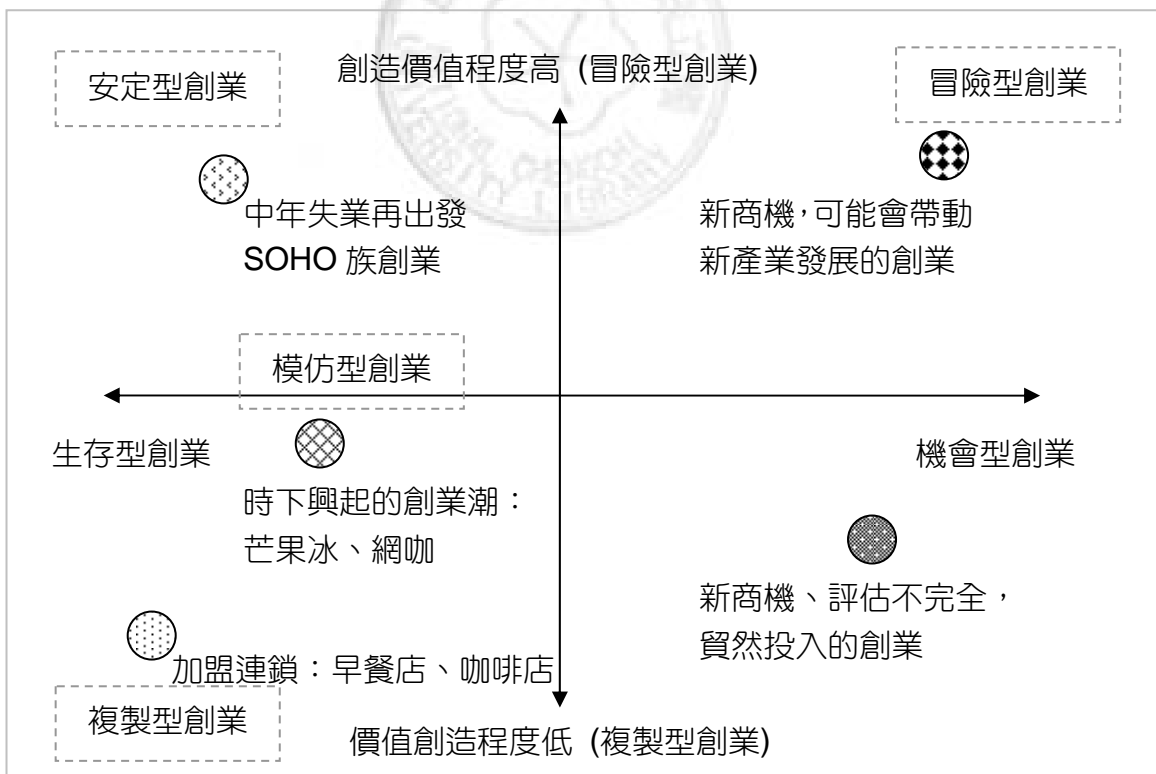 創造價值程度高 (冒險型創業)
安定型創業
冒險型創業
中年失業再出發
SOHO 族創業
新商機,可能會帶動
新產業發展的創業
模仿型創業
生存型創業
機會型創業
時下興起的創業潮:
芒果冰、網咖
新商機、評估不完全,
貿然投入的創業
加盟連鎖:早餐店、咖啡店
複製型創業
價值創造程度低 (複製型創業)